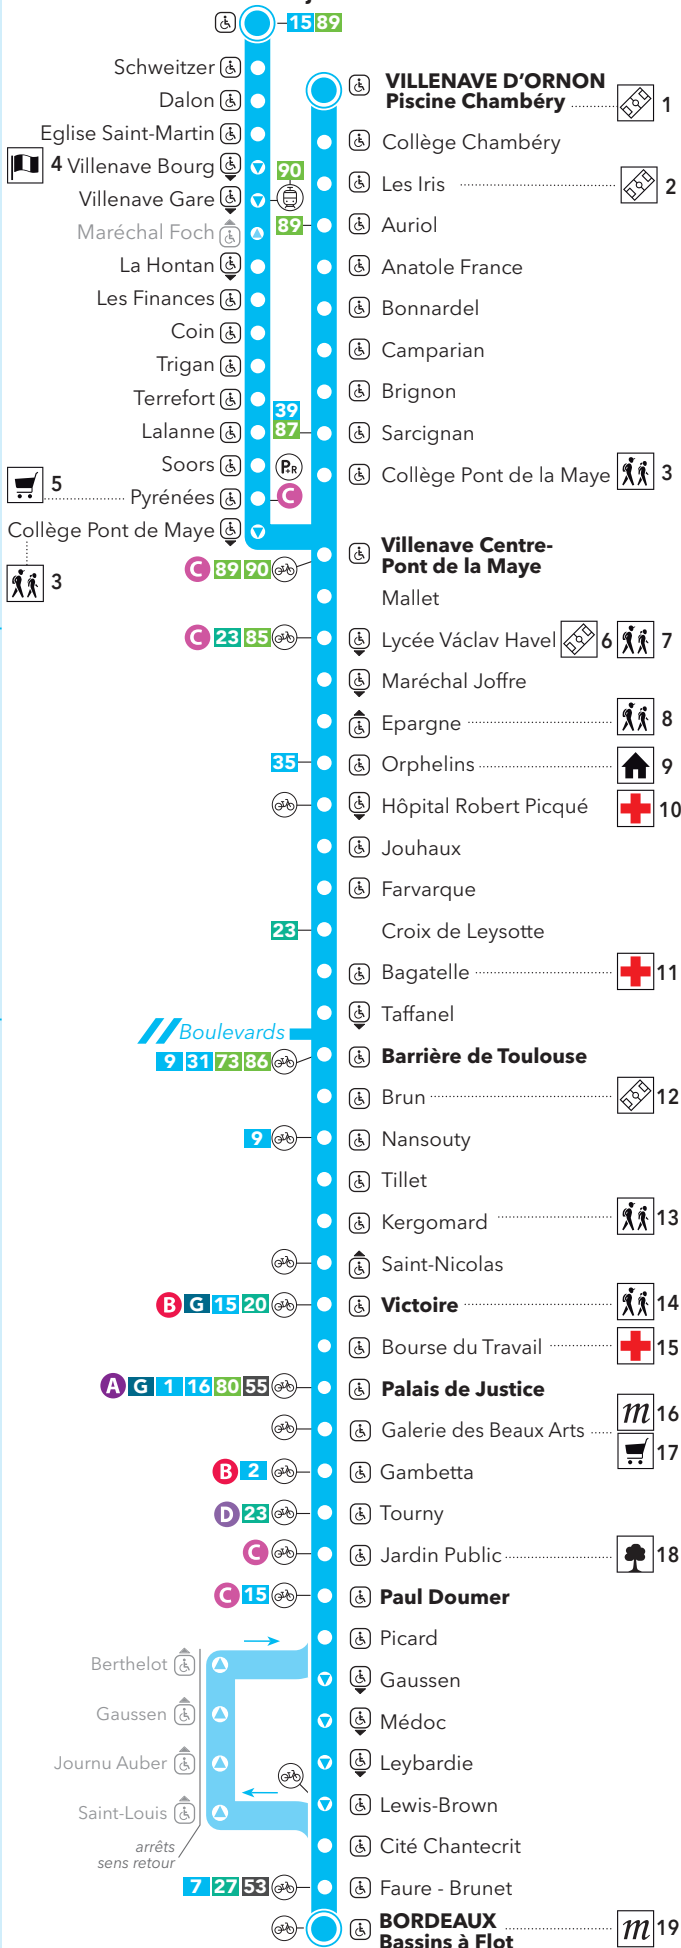 15 89
Schweitzer
Dalon
Eglise Saint-Martin
4 Villenave Bourg
90
Villenave Gare
Maréchal Foch
89
La Hontan
Les Finances
Coin
Trigan
Terrefort
39
87
Lalanne
Soors
P+R
5
Pyrénées
C
Collège Pont de Maye
3
VILLENAVE D'ORNON
Piscine Chambéry 1
Collège Chambéry
Les Iris 2
Auriol
Anatole France
Bonnardel
Camparian
Brignon
Sarcignan
Collège Pont de la Maye 3
Villenave Centre-
Pont de la Maye
C 89 90
Mallet
C 23 85 Lycée Václav Havel 6 7
Maréchal Joffre
Epargne 8
35 Orphelins 9
Hôpital Robert Picqué 10
Jouhaux
Farvarque
23 Croix de Leysotte
Bagatelle 11
Taffanel
Boulevards
9 31 73 86 Barrière de Toulouse
Brun 12
9 Nansouty
Tillet
Kergomard 13
Saint-Nicolas
B G 15 20 Victoire 14
Bourse du Travail 15
A G 1 16 80 55 Palais de Justice
m 16
Galerie des Beaux Arts
17
B 2 Gambetta
D 23 Tourny
C Jardin Public 18
C 15 Paul Doumer
Picard
Berthelot
Gaussen
Journu Auber
Saint-Louis
arrêts
sens retour
Gaussen
Médoc
Leybardie
Lewis-Brown
Cité Chantecrit
7 27 53 Faure - Brunet
BORDEAUX
Bassins à Flot
m 19